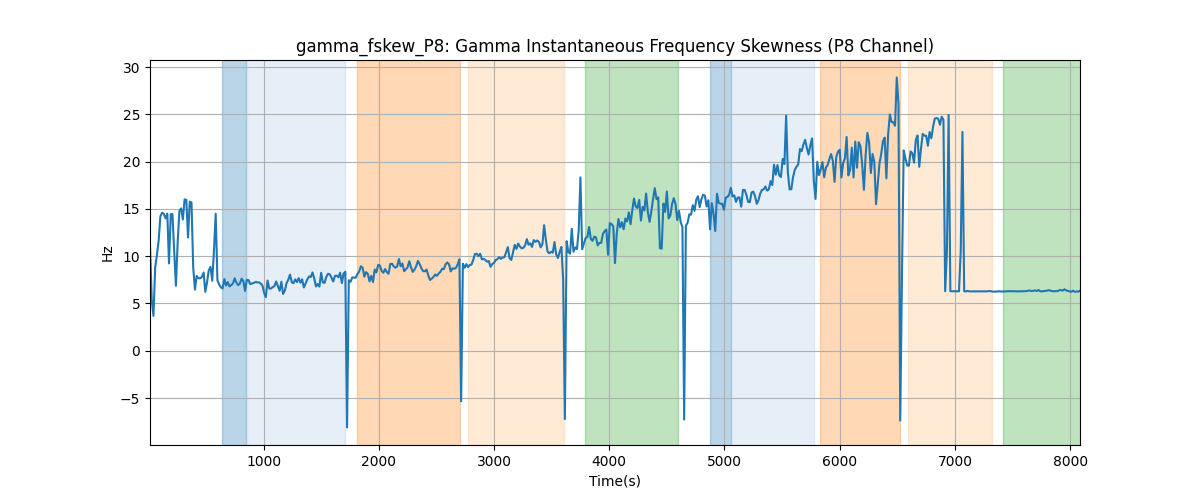 gamma_fskew_P8: Gamma Instantaneous Frequency Skewness (P8 Channel)
30
25
20
15
10
5
0
−5
Hz
1000 2000 3000 4000 5000 6000 7000 8000
Time(s)